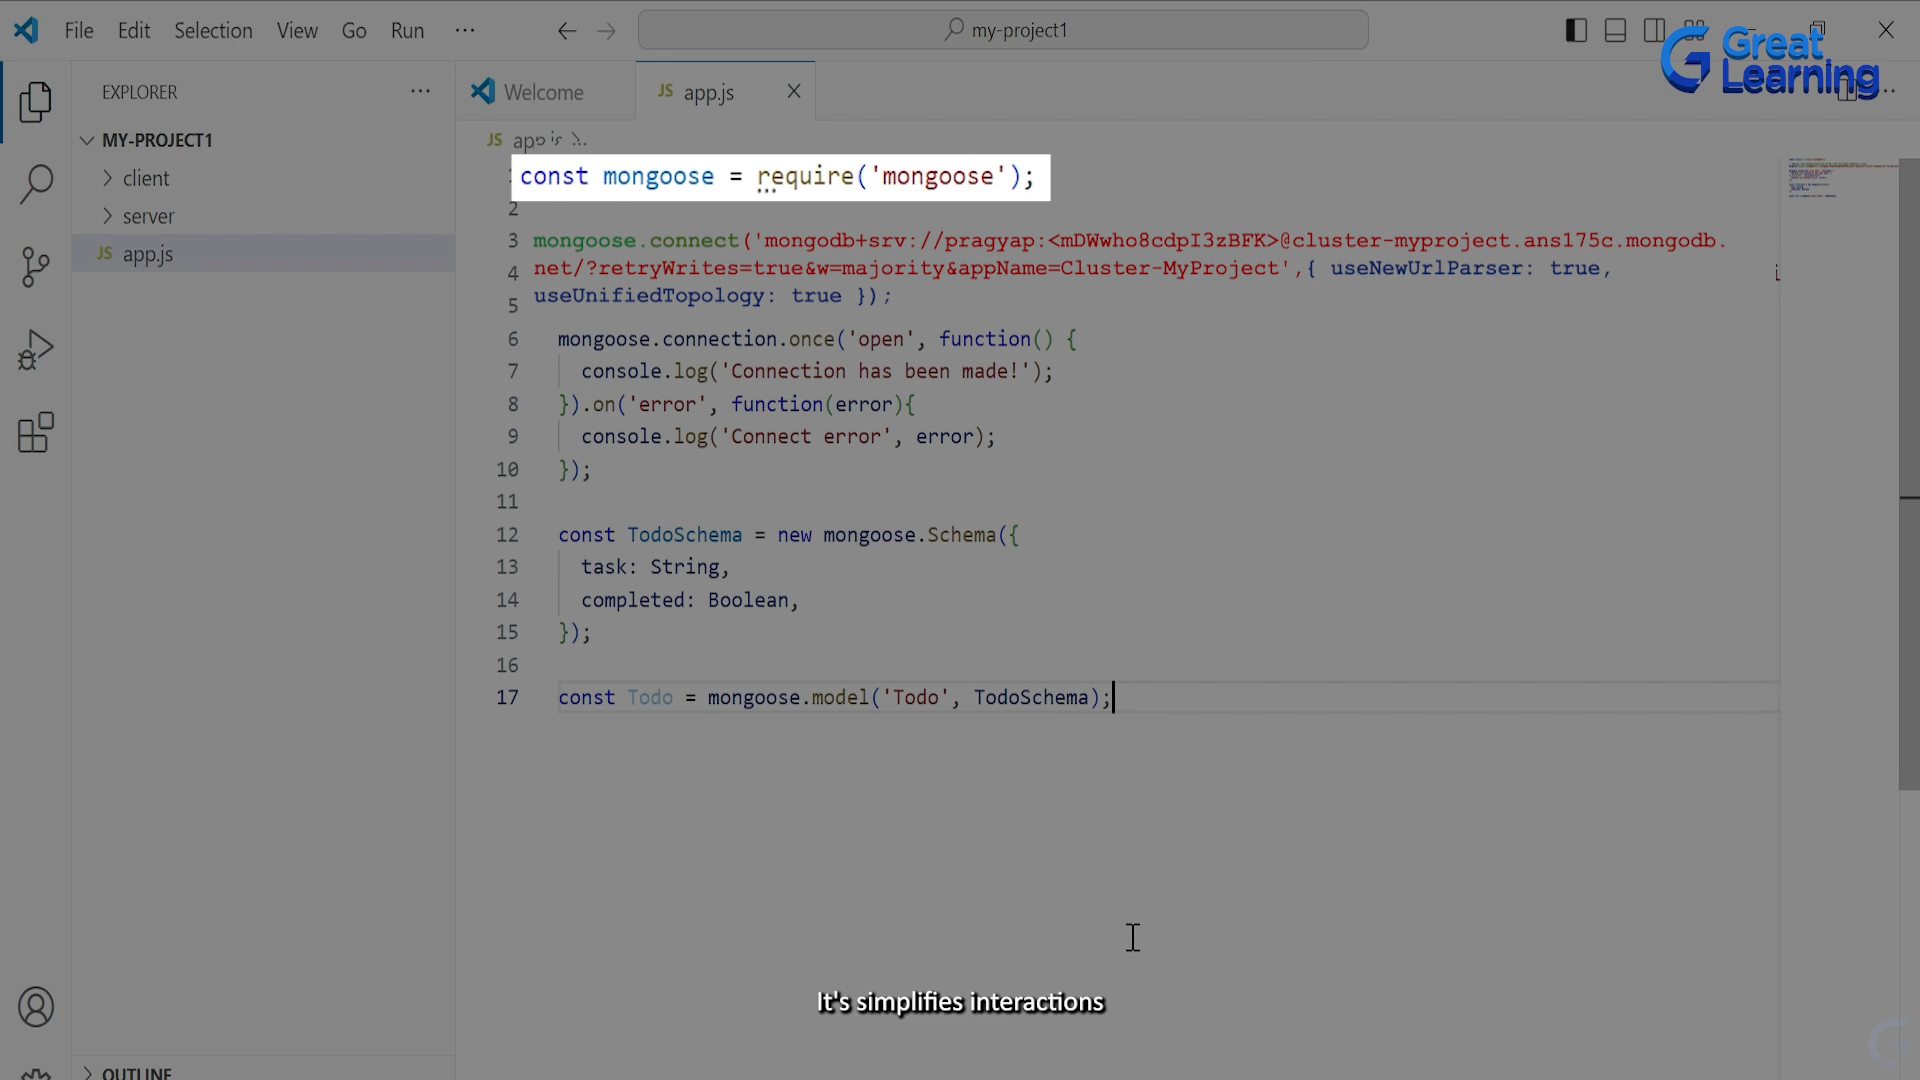 File Edit Selection View Go Run ...
my-project1
Great Learning
EXPLORER ...
Welcome
JS app.js
MY-PROJECT1
client
server
JS app.js
JS
const mongoose = require('mongoose');
2
3 mongoose.connect('mongodb+srv://pragyap:<mDWwho8cdpI3zBFK>@cluster-myproject.ans175c.mongodb.
4 net/?retryWrites=true&w=majority&appName=Cluster-MyProject',{ useNewUrlParser: true,
5 useUnifiedTopology: true });
6 mongoose.connection.once('open', function() {
7 console.log('Connection has been made!');
8 }).on('error', function(error){
9 console.log('Connect error', error);
10 });
11
12 const TodoSchema = new mongoose.Schema({
13 task: String,
14 completed: Boolean,
15 });
16
17 const Todo = mongoose.model('Todo', TodoSchema);
It's simplifies interactions
OUTLINE